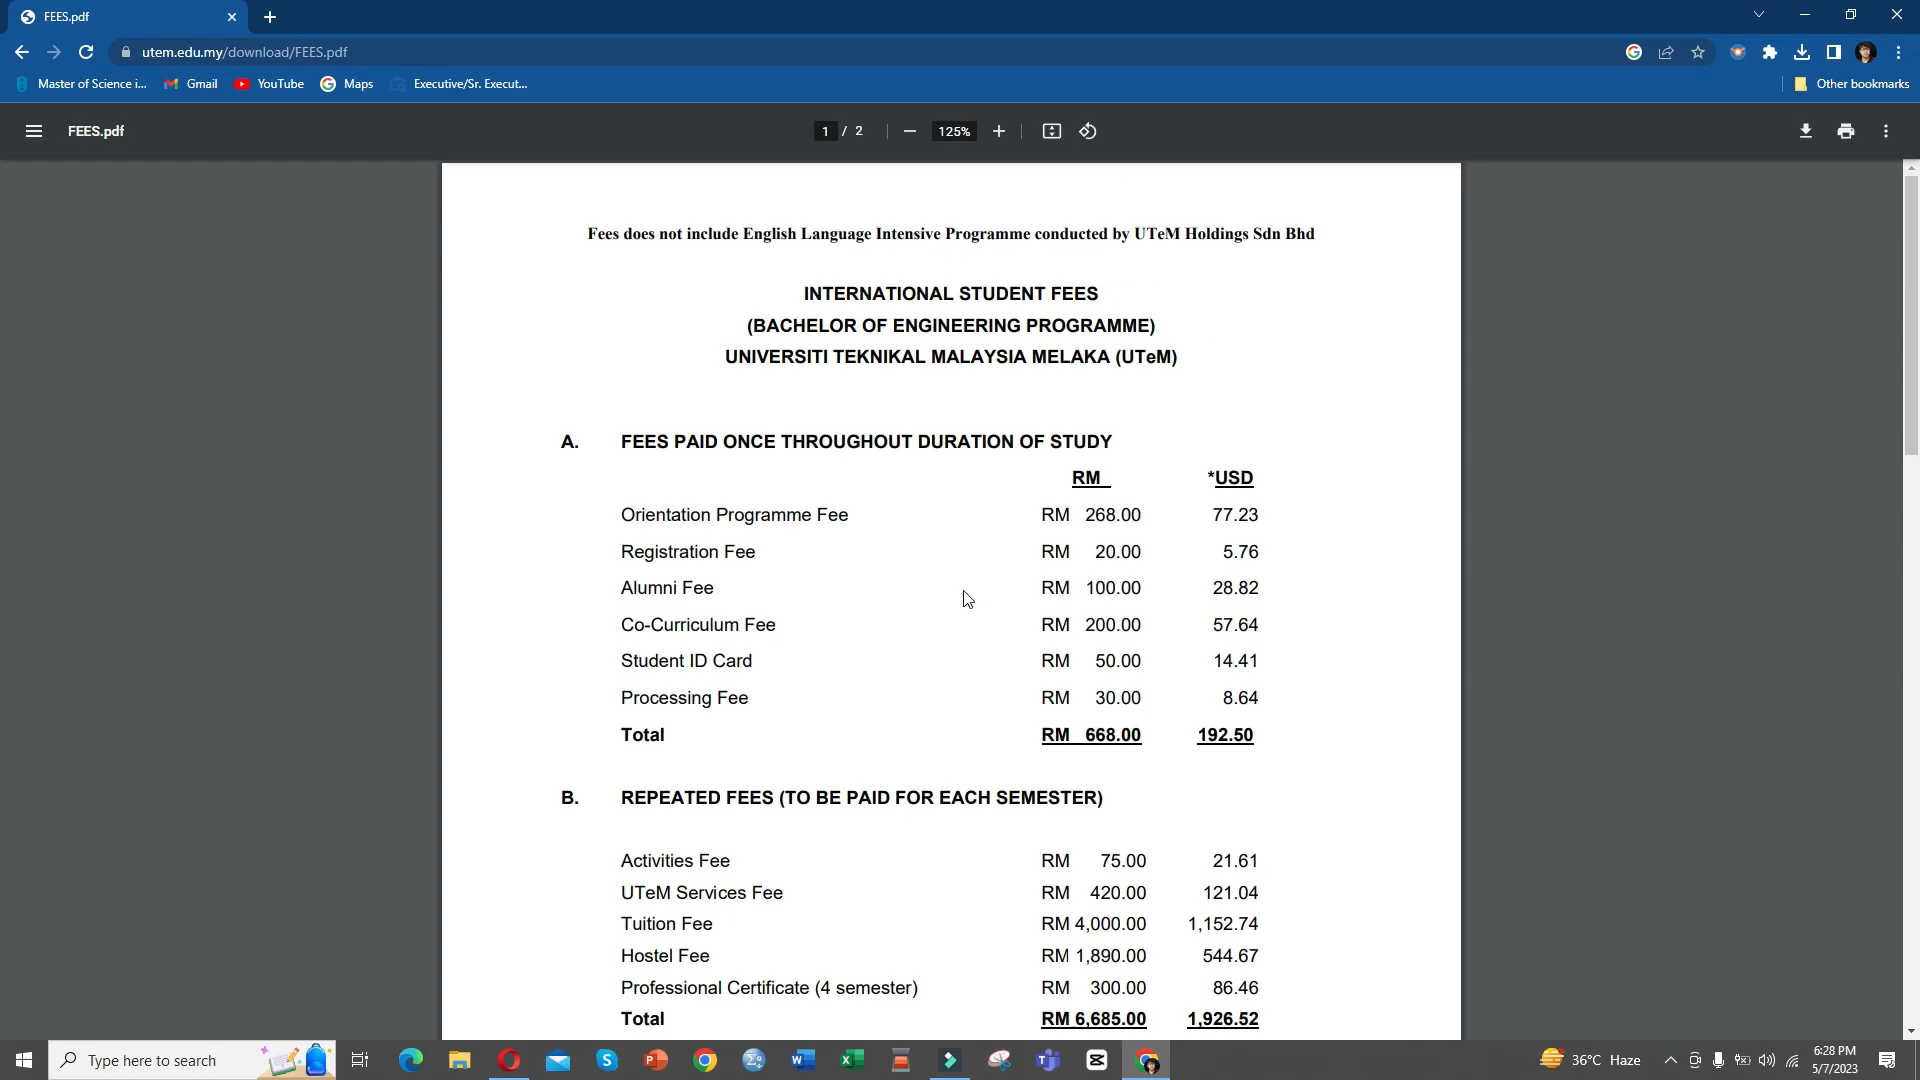 FEES.pdf
utem.edu.my/download/FEES.pdf
Master of Science i... Gmail YouTube Maps Executive/Sr. Execut... Other bookmarks
FEES.pdf 1 / 2 125%
Fees does not include English Language Intensive Programme conducted by UTeM Holdings Sdn Bhd
INTERNATIONAL STUDENT FEES
(BACHELOR OF ENGINEERING PROGRAMME)
UNIVERSITI TEKNIKAL MALAYSIA MELAKA (UTeM)
A. FEES PAID ONCE THROUGHOUT DURATION OF STUDY
RM *USD
Orientation Programme Fee RM 268.00 77.23
Registration Fee RM 20.00 5.76
Alumni Fee RM 100.00 28.82
Co-Curriculum Fee RM 200.00 57.64
Student ID Card RM 50.00 14.41
Processing Fee RM 30.00 8.64
Total RM 668.00 192.50
B. REPEATED FEES (TO BE PAID FOR EACH SEMESTER)
Activities Fee RM 75.00 21.61
UTeM Services Fee RM 420.00 121.04
Tuition Fee RM 4,000.00 1,152.74
Hostel Fee RM 1,890.00 544.67
Professional Certificate (4 semester) RM 300.00 86.46
Total RM 6,685.00 1,926.52
Type here to search 36°C Haze 6:28 PM
5/7/2023